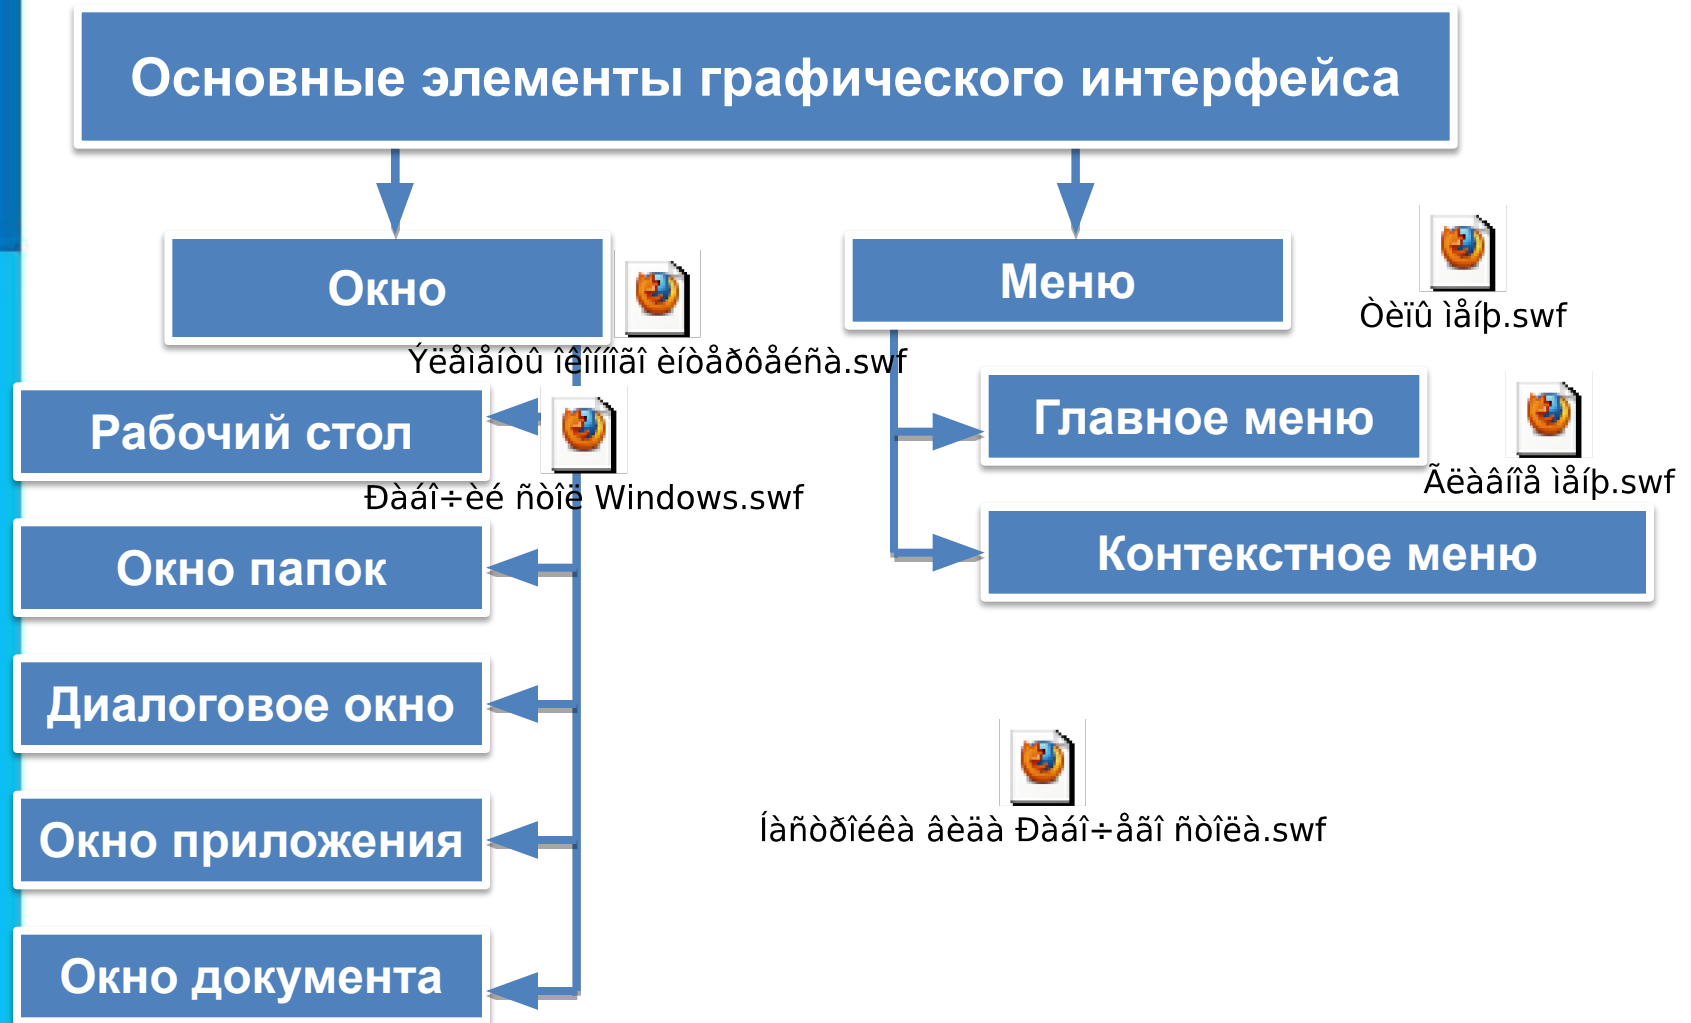 Основные элементы графического интерфейса
Окно
Меню
Òèïû ìåíþ.swf
Ýëåìåíòû îêîííîãî èíòåðôåéñà.swf
Рабочий стол
Главное меню
Ðàáî÷èé ñòîë Windows.swf
Ãëàâíîå ìåíþ.swf
Окно папок
Контекстное меню
Диалоговое окно
Окно приложения
Íàñòðîéêà âèäà Ðàáî÷åãî ñòîëà.swf
Окно документа